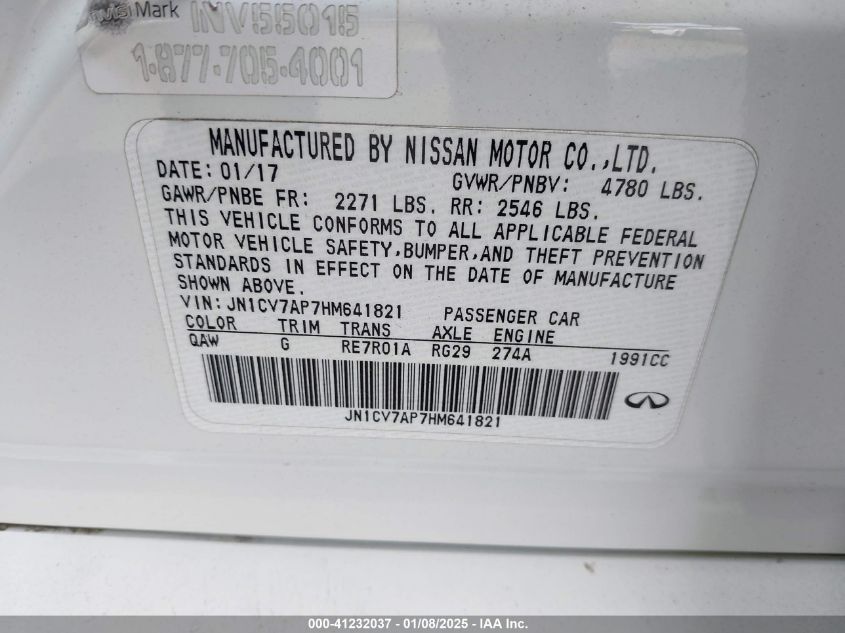 Mark INV55015
1-877-705-4001
MANUFACTURED BY NISSAN MOTOR CO.,LTD.
DATE: 01/17 GVWR/PNBV: 4780 LBS.
GAWR/PNBE FR: 2271 LBS. RR: 2546 LBS.
THIS VEHICLE CONFORMS TO ALL APPLICABLE FEDERAL
MOTOR VEHICLE SAFETY,BUMPER,AND THEFT PREVENTION
STANDARDS IN EFFECT ON THE DATE OF MANUFACTURE
SHOWN ABOVE.
VIN: JN1CV7AP7HM641821 PASSENGER CAR
COLOR TRIM TRANS AXLE ENGINE
QAW G RE7R01A RG29 274A 1991CC
JN1CV7AP7HM641821
000-41232037 - 01/08/2025 - IAA Inc.